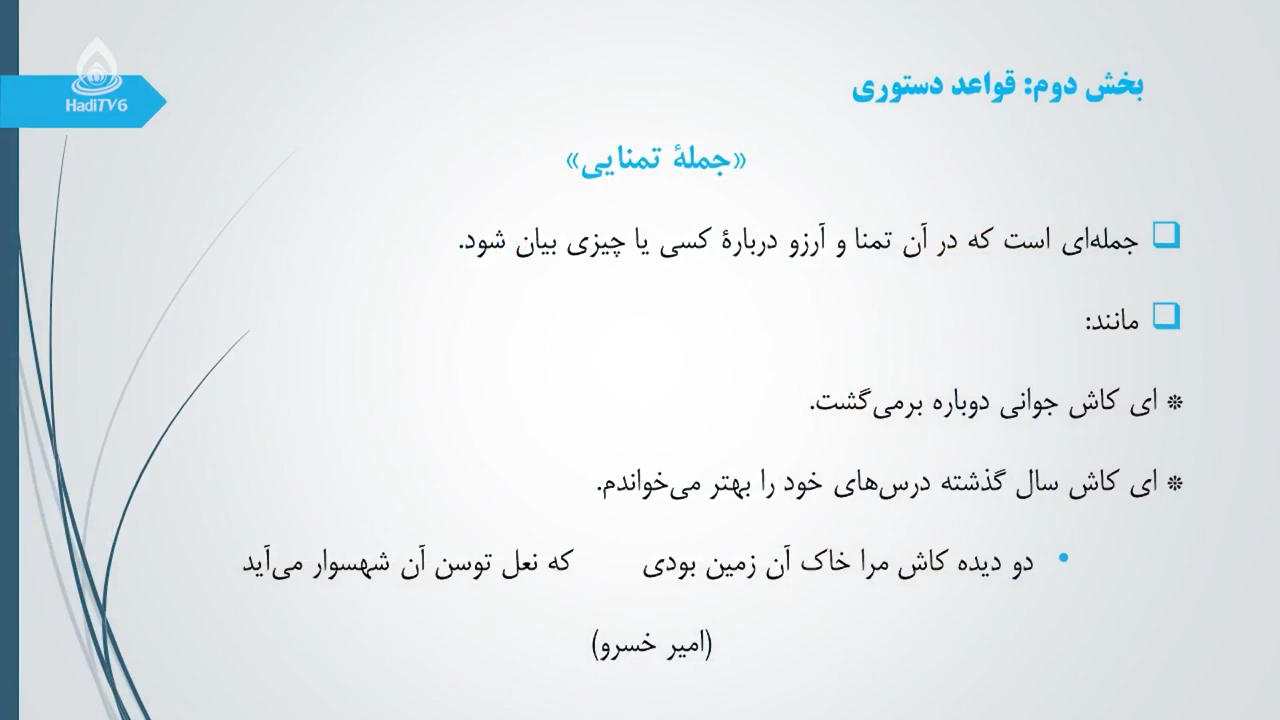 HadiTV6
بخش دوم: قواعد دستوری
«جملهٔ تمنایی»
جمله‌ای است که در آن تمنا و آرزو دربارهٔ کسی یا چیزی بیان شود.
مانند:
❊ ای کاش جوانی دوباره برمی‌گشت.
❊ ای کاش سال گذشته درس‌های خود را بهتر می‌خواندم.
• دو دیده کاش مرا خاک آن زمین بودی که نعل توسن آن شهسوار می‌آید
(امیر خسرو)